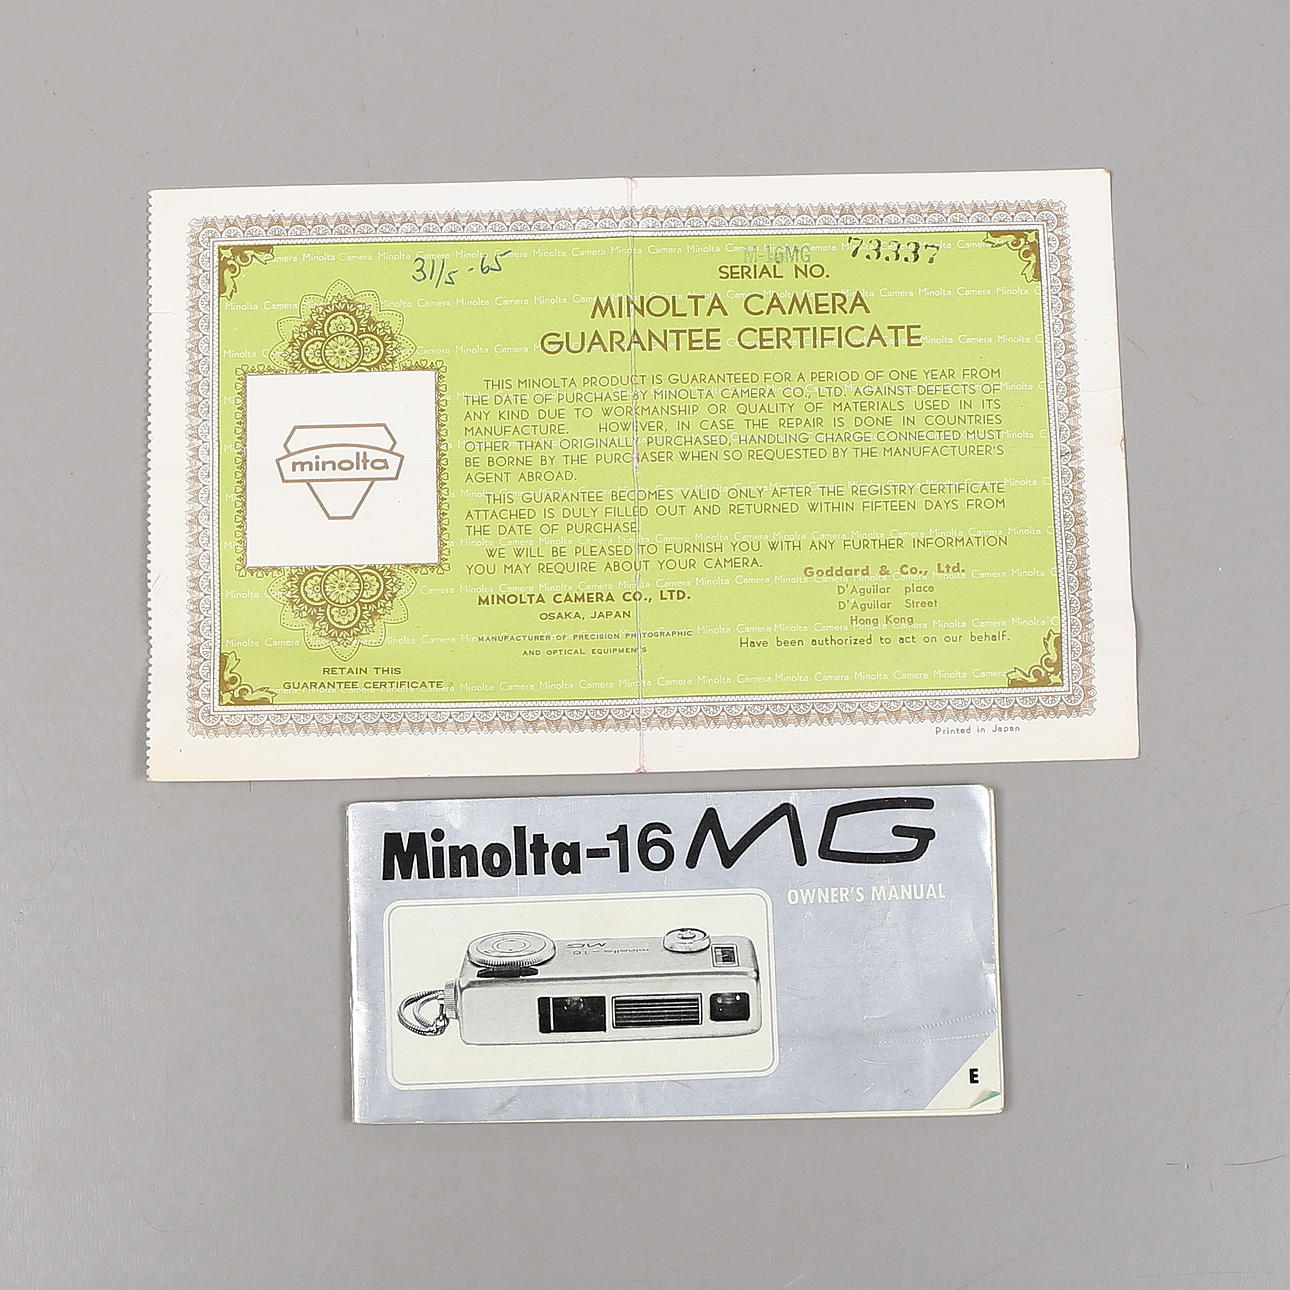 31/5 -65
M-16MG 73337
SERIAL NO.
MINOLTA CAMERA
GUARANTEE CERTIFICATE
minolta
THIS MINOLTA PRODUCT IS GUARANTEED FOR A PERIOD OF ONE YEAR FROM
THE DATE OF PURCHASE BY MINOLTA CAMERA CO., LTD. AGAINST DEFECTS OF
ANY KIND DUE TO WORKMANSHIP OR QUALITY OF MATERIALS USED IN ITS
MANUFACTURE. HOWEVER, IN CASE THE REPAIR IS DONE IN COUNTRIES
OTHER THAN ORIGINALLY PURCHASED, HANDLING CHARGE CONNECTED MUST
BE BORNE BY THE PURCHASER WHEN SO REQUESTED BY THE MANUFACTURER'S
AGENT ABROAD.
THIS GUARANTEE BECOMES VALID ONLY AFTER THE REGISTRY CERTIFICATE
ATTACHED IS DULY FILLED OUT AND RETURNED WITHIN FIFTEEN DAYS FROM
THE DATE OF PURCHASE.
WE WILL BE PLEASED TO FURNISH YOU WITH ANY FURTHER INFORMATION
YOU MAY REQUIRE ABOUT YOUR CAMERA.
MINOLTA CAMERA CO., LTD.
OSAKA, JAPAN
MANUFACTURER OF PRECISION PHOTOGRAPHIC
AND OPTICAL EQUIPMENTS
Goddard & Co., Ltd.
D'Aguilar place
D'Aguilar Street
Hong Kong
Have been authorized to act on our behalf.
RETAIN THIS
GUARANTEE CERTIFICATE
Printed in Japan
Minolta-16 MG
OWNER'S MANUAL
minolta-16
MG
E